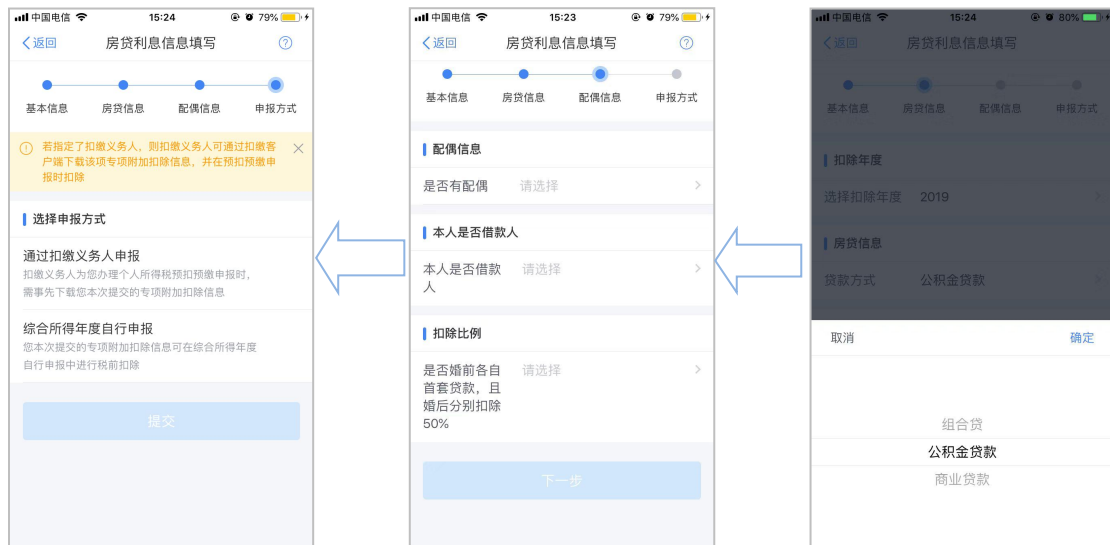 中国电信 15:24 79%
返回 房贷利息信息填写 ?
基本信息 房贷信息 配偶信息 申报方式
若指定了扣缴义务人，则扣缴义务人可通过扣缴客
户端下载该项专项附加扣除信息，并在预扣预缴申
报时扣除
选择申报方式
通过扣缴义务人申报
扣缴义务人为您办理个人所得税预扣预缴申报时，
需事先下载您本次提交的专项附加扣除信息
综合所得年度自行申报
您本次提交的专项附加扣除信息可在综合所得年度
自行申报中进行税前扣除
提交
中国电信 15:23 79%
返回 房贷利息信息填写 ?
基本信息 房贷信息 配偶信息 申报方式
配偶信息
是否有配偶 请选择
本人是否借款人
本人是否借款 请选择
人
扣除比例
是否婚前各自 请选择
首套贷款，且
婚后分别扣除
50%
下一步
中国电信 15:24 80%
返回 房贷利息信息填写
基本信息 房贷信息 配偶信息 申报方式
扣除年度
选择扣除年度 2019
房贷信息
贷款方式 公积金贷款
取消 确定
组合贷
公积金贷款
商业贷款